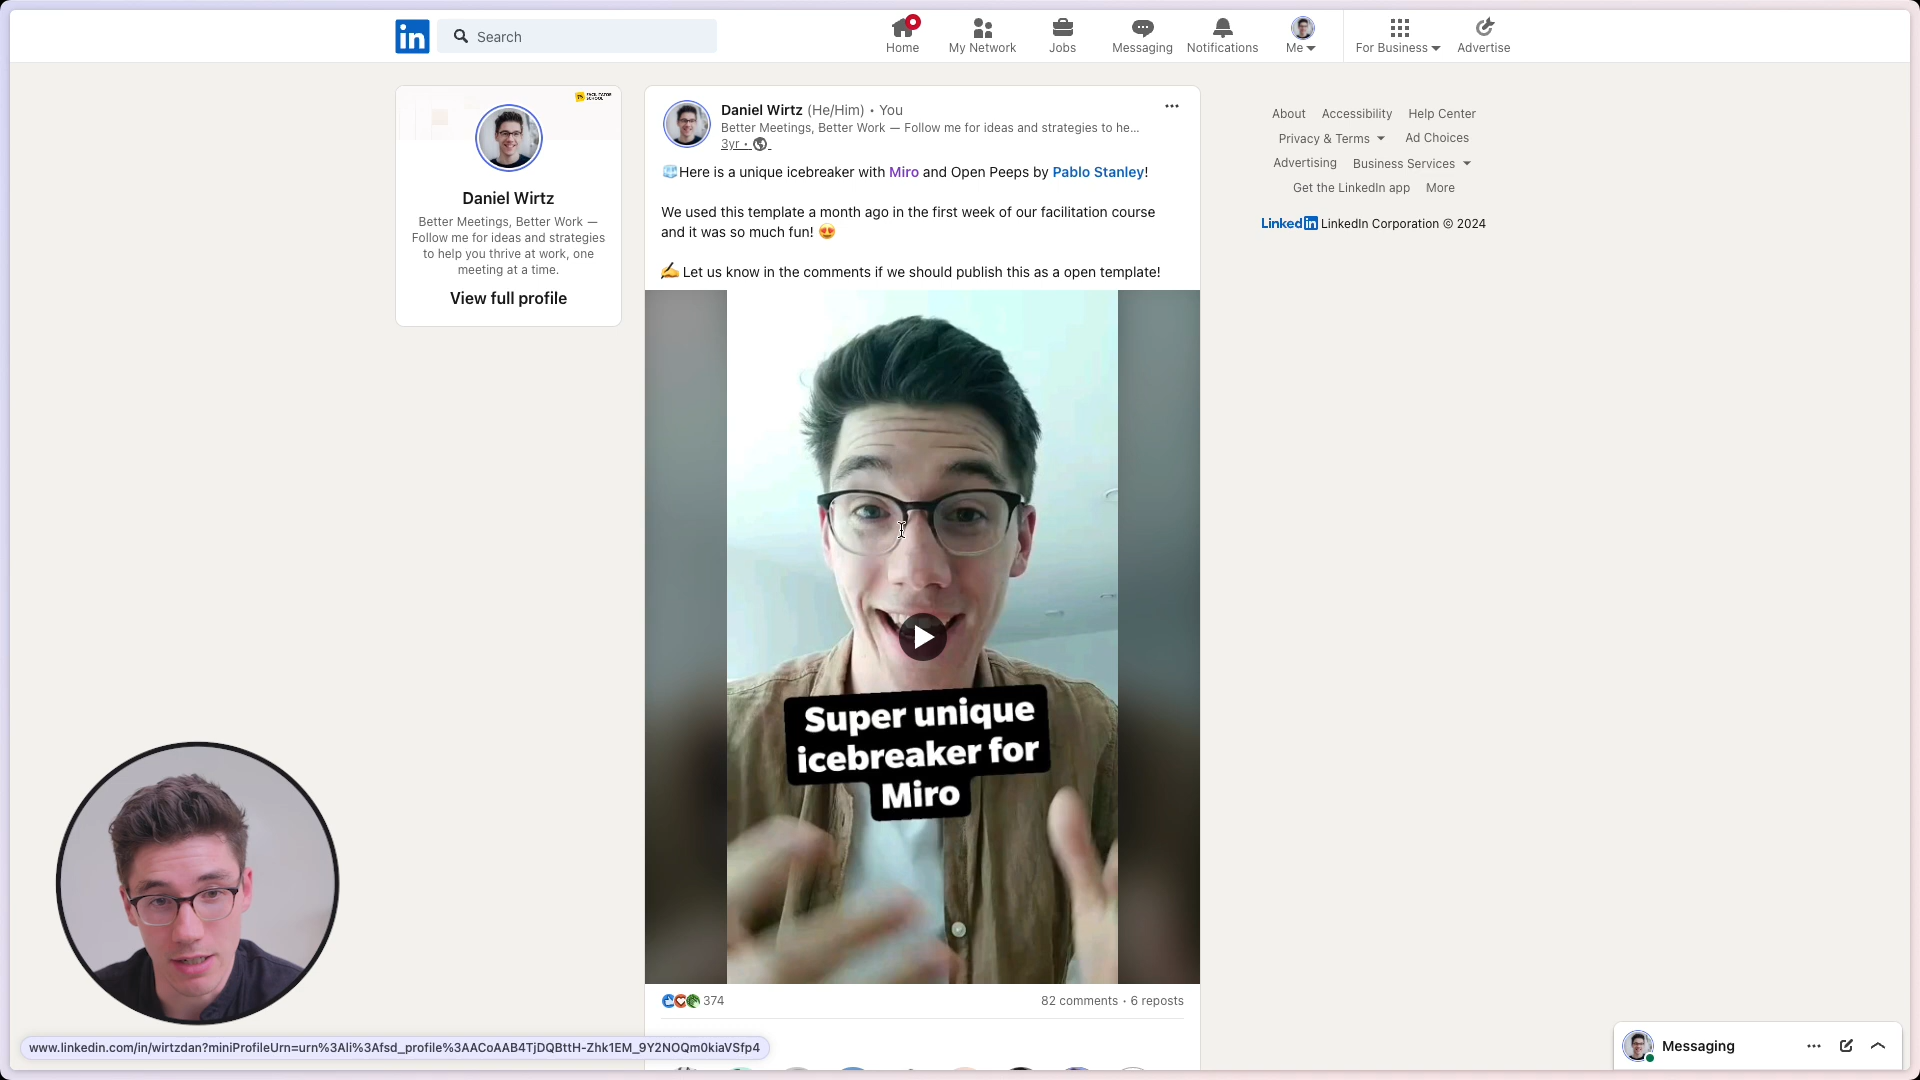 in
Search
Home
My Network
Jobs
Messaging
Notifications
Me
For Business
Advertise
FACILITATOR
SCHOOL
Daniel Wirtz
Better Meetings, Better Work —
Follow me for ideas and strategies
to help you thrive at work, one
meeting at a time.
View full profile
Daniel Wirtz (He/Him) • You
Better Meetings, Better Work — Follow me for ideas and strategies to he...
3yr •
🧊Here is a unique icebreaker with Miro and Open Peeps by Pablo Stanley!
We used this template a month ago in the first week of our facilitation course
and it was so much fun! 😍
✍️ Let us know in the comments if we should publish this as a open template!
Super unique
icebreaker for
Miro
374
82 comments • 6 reposts
About Accessibility Help Center
Privacy & Terms Ad Choices
Advertising Business Services
Get the LinkedIn app More
LinkedIn LinkedIn Corporation © 2024
www.linkedin.com/in/wirtzdan?miniProfileUrn=urn%3Ali%3Afsd_profile%3AACoAAB4TjDQBttH-Zhk1EM_9Y2NOQm0kiaVSfp4
Messaging